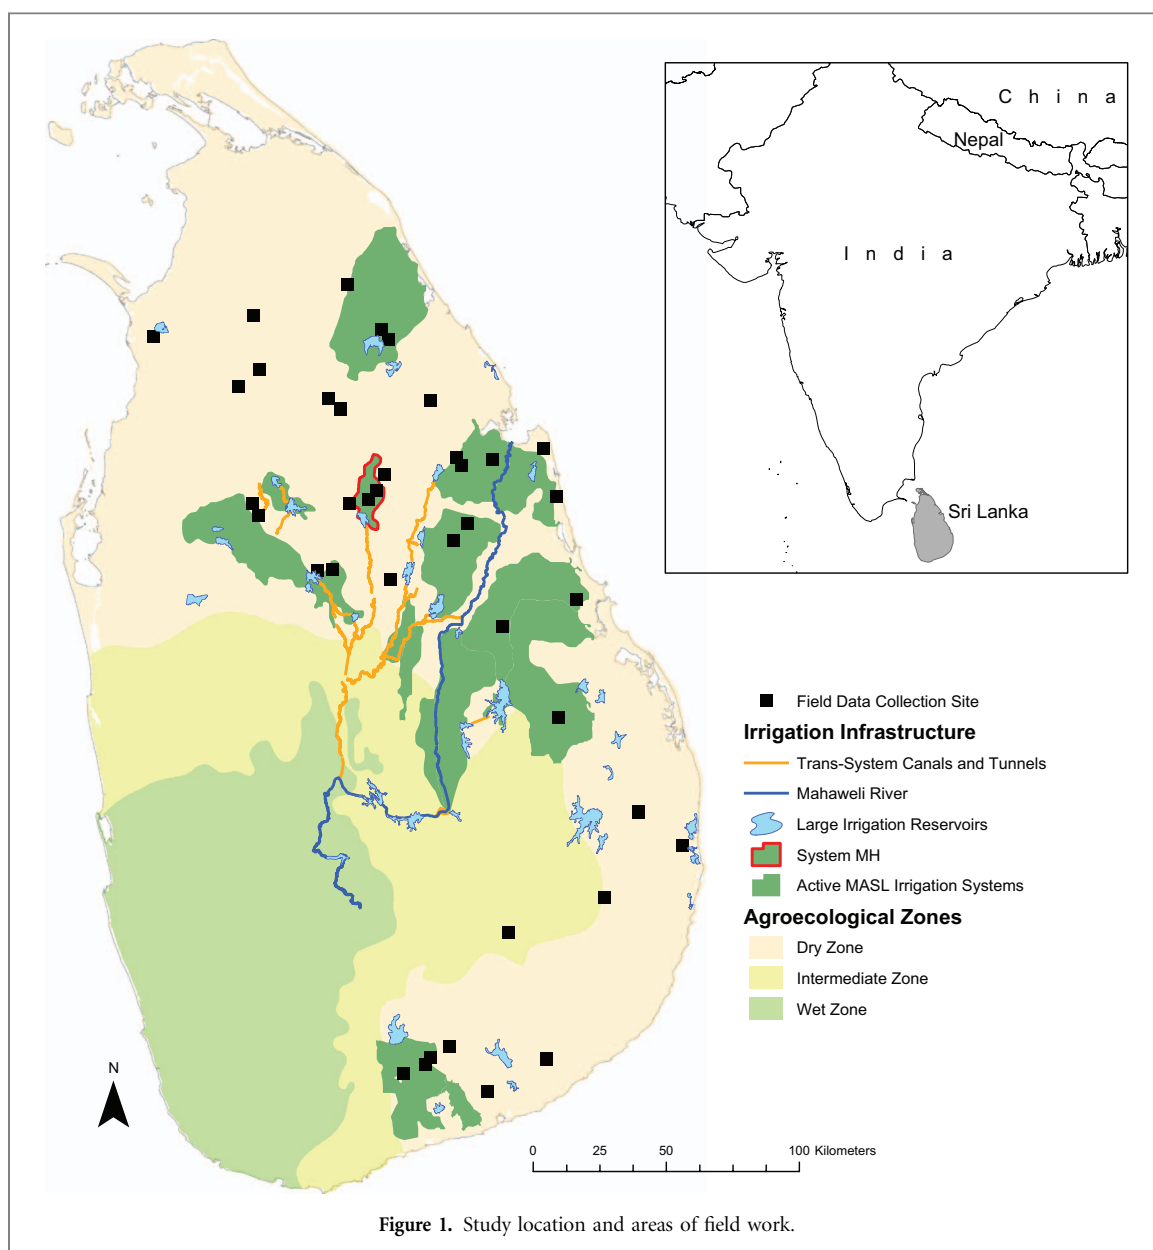 China
Nepal
India
Sri Lanka
Field Data Collection Site
Irrigation Infrastructure
Trans-System Canals and Tunnels
Mahaweli River
Large Irrigation Reservoirs
System MH
Active MASL Irrigation Systems
Agroecological Zones
Dry Zone
Intermediate Zone
Wet Zone
N
0 25 50 100 Kilometers
Figure 1. Study location and areas of field work.